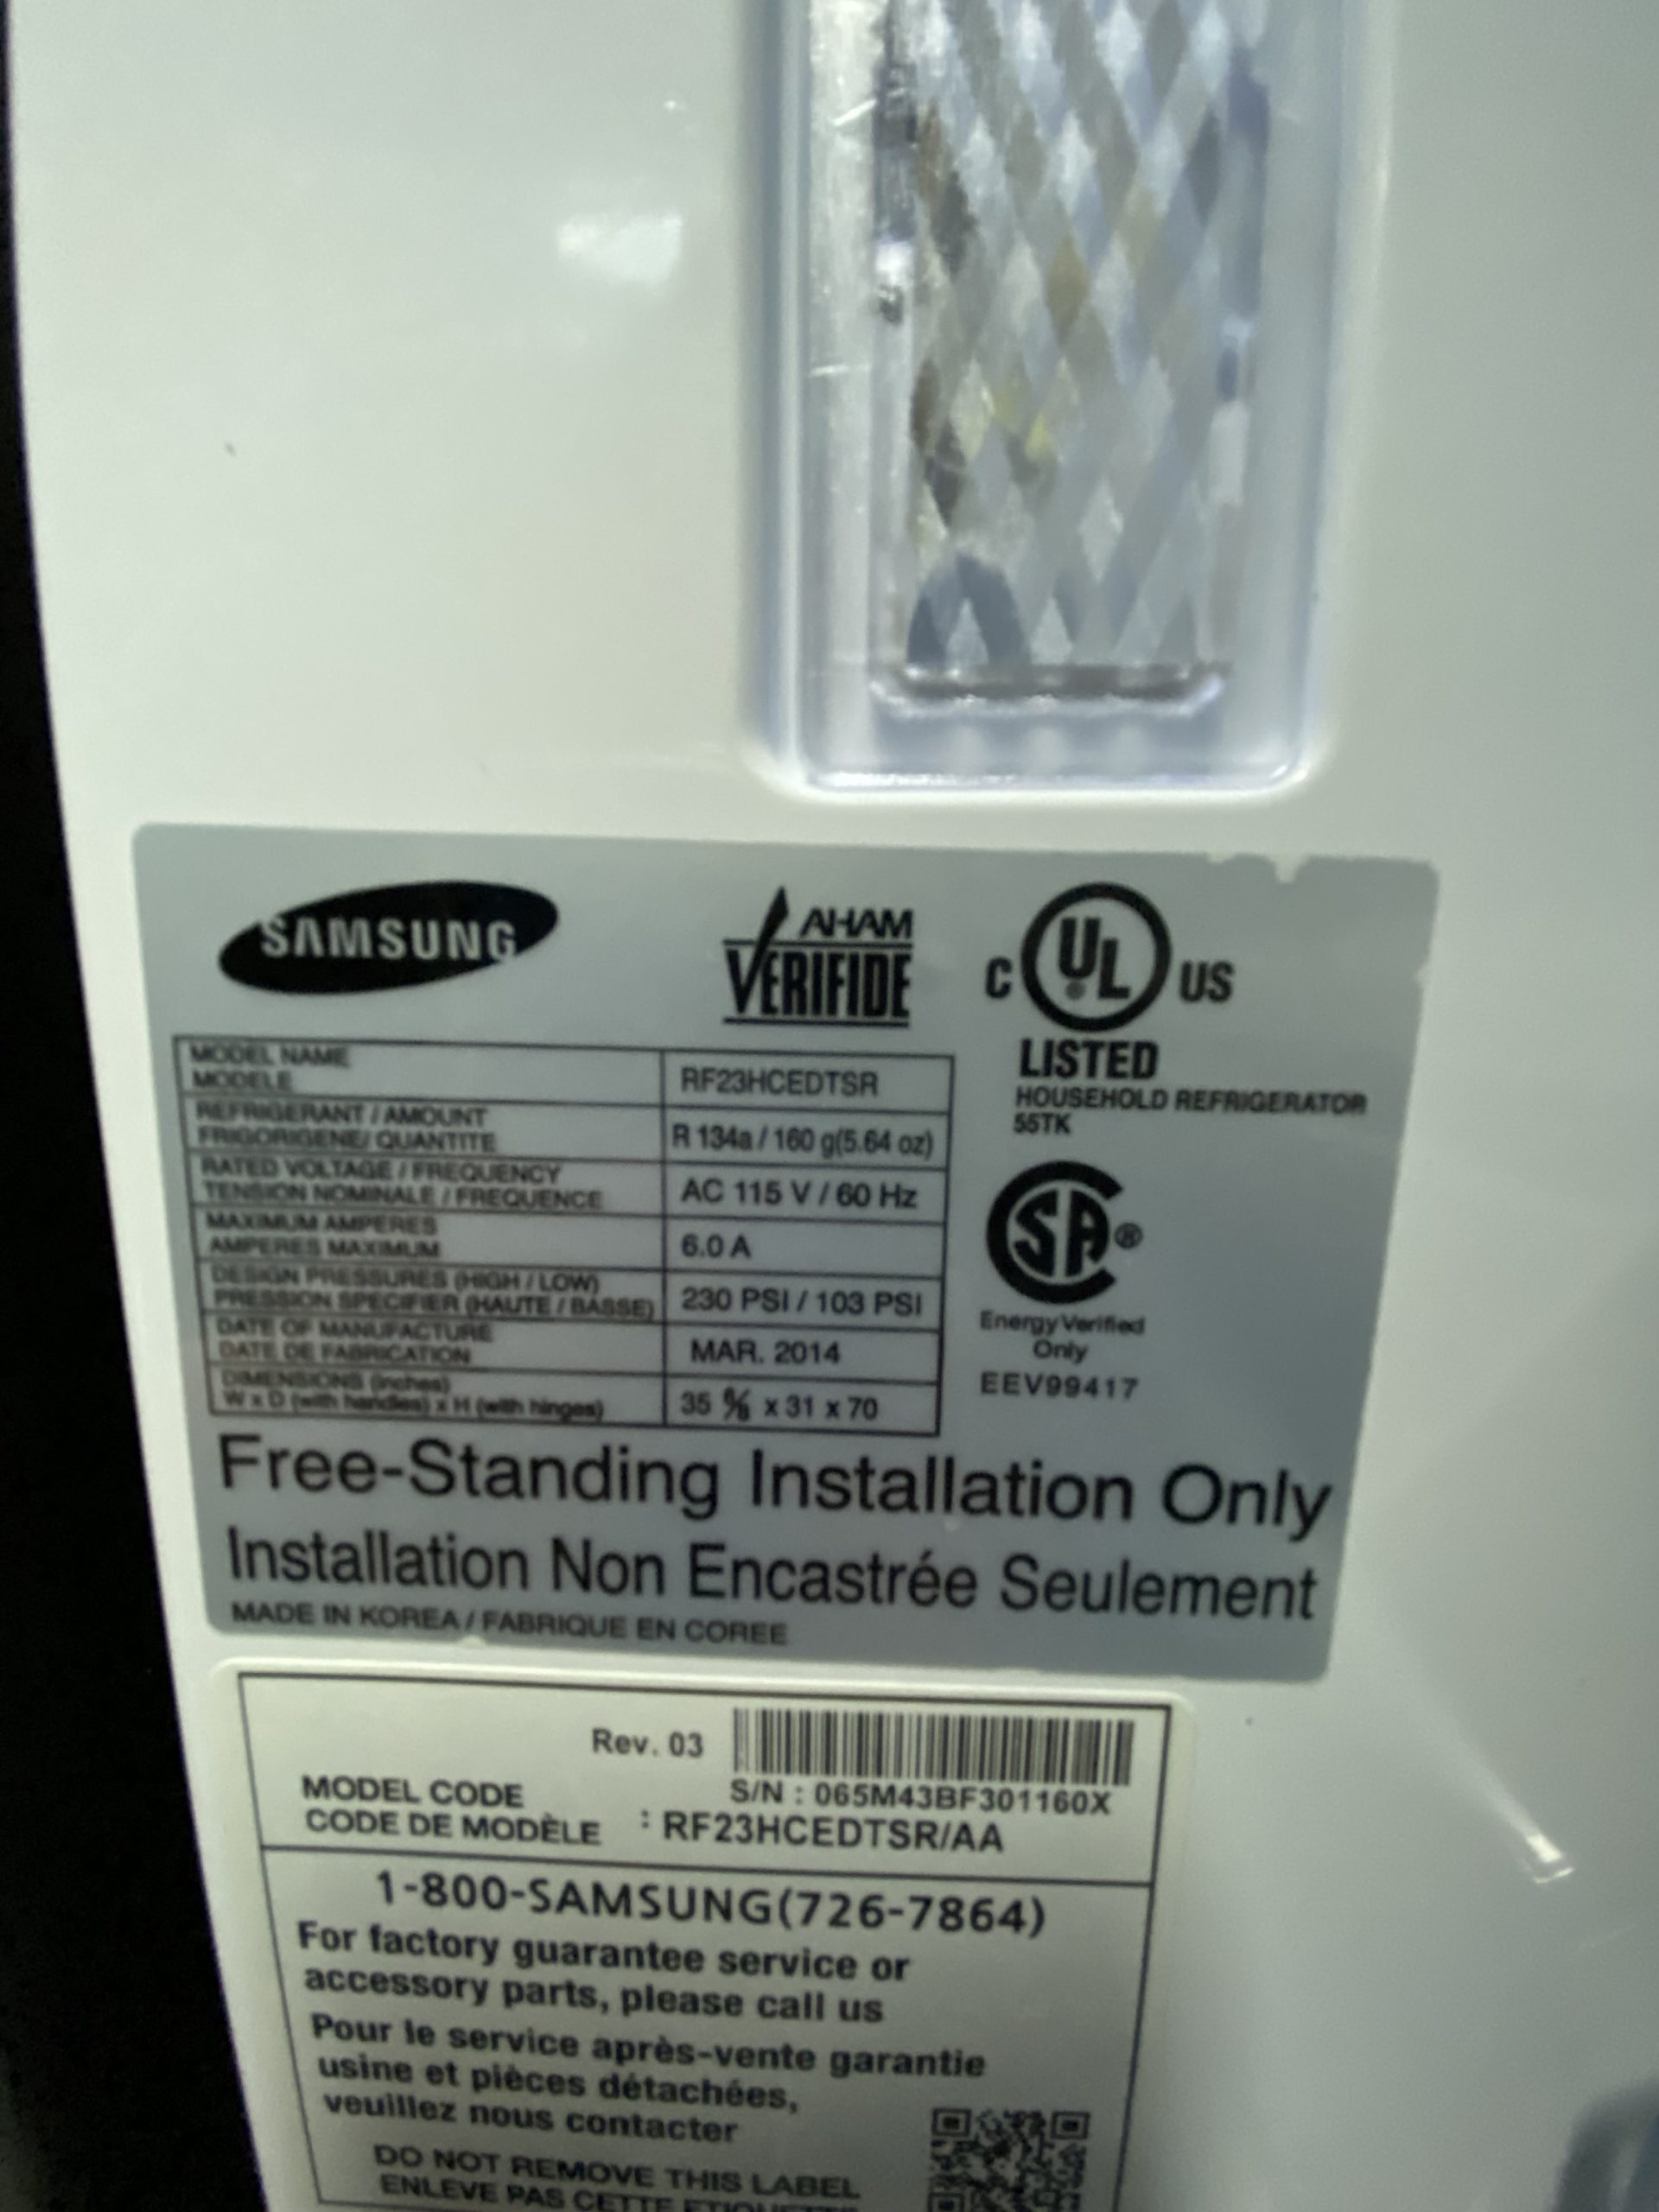 SAMSUNG
AHAM
VERIFIDE
C UL US
LISTED
HOUSEHOLD REFRIGERATOR
55TK
MODEL NAME
MODELE
RF23HCEDTSR
REFRIGERANT / AMOUNT
FRIGORIGENE/ QUANTITE
R 134a / 160 g(5.64 oz)
RATED VOLTAGE / FREQUENCY
TENSION NOMINALE / FREQUENCE
AC 115 V / 60 Hz
MAXIMUM AMPERES
AMPERES MAXIMUM
6.0 A
DESIGN PRESSURES (HIGH / LOW)
PRESSION SPECIFIER (HAUTE / BASSE)
230 PSI / 103 PSI
DATE OF MANUFACTURE
DATE DE FABRICATION
MAR. 2014
DIMENSIONS (inches)
W x D (with handles) x H (with hinges)
35 x 31 x 70
SA®
Energy Verified
Only
EEV99417
Free-Standing Installation Only
Installation Non Encastrée Seulement
MADE IN KOREA / FABRIQUE EN COREE
Rev. 03
S/N : 065M43BF301160X
MODEL CODE
CODE DE MODÈLE : RF23HCEDTSR/AA
1-800-SAMSUNG(726-7864)
For factory guarantee service or
accessory parts, please call us
Pour le service après-vente garantie
usine et pièces détachées,
veuillez nous contacter
DO NOT REMOVE THIS LABEL
ENLEVE PAS CETTE